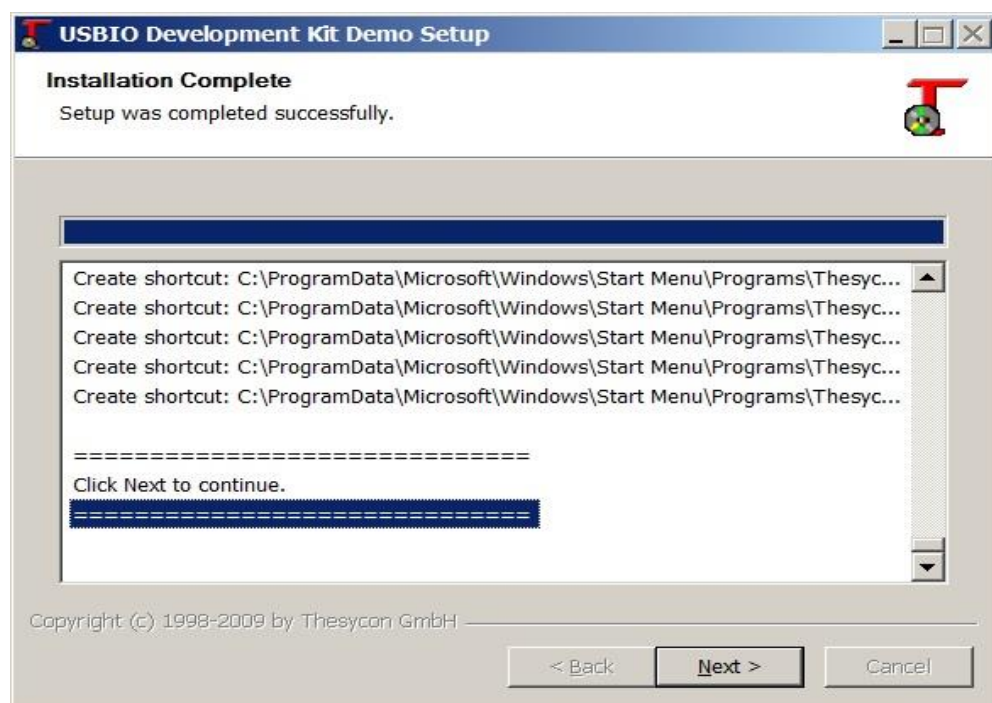 USBIO Development Kit Demo Setup
Installation Complete
Setup was completed successfully.
Create shortcut: C:\ProgramData\Microsoft\Windows\Start Menu\Programs\Thesyc...
Create shortcut: C:\ProgramData\Microsoft\Windows\Start Menu\Programs\Thesyc...
Create shortcut: C:\ProgramData\Microsoft\Windows\Start Menu\Programs\Thesyc...
Create shortcut: C:\ProgramData\Microsoft\Windows\Start Menu\Programs\Thesyc...
Create shortcut: C:\ProgramData\Microsoft\Windows\Start Menu\Programs\Thesyc...
==============================
Click Next to continue.
==============================
Copyright (c) 1998-2009 by Thesycon GmbH
< Back Next > Cancel